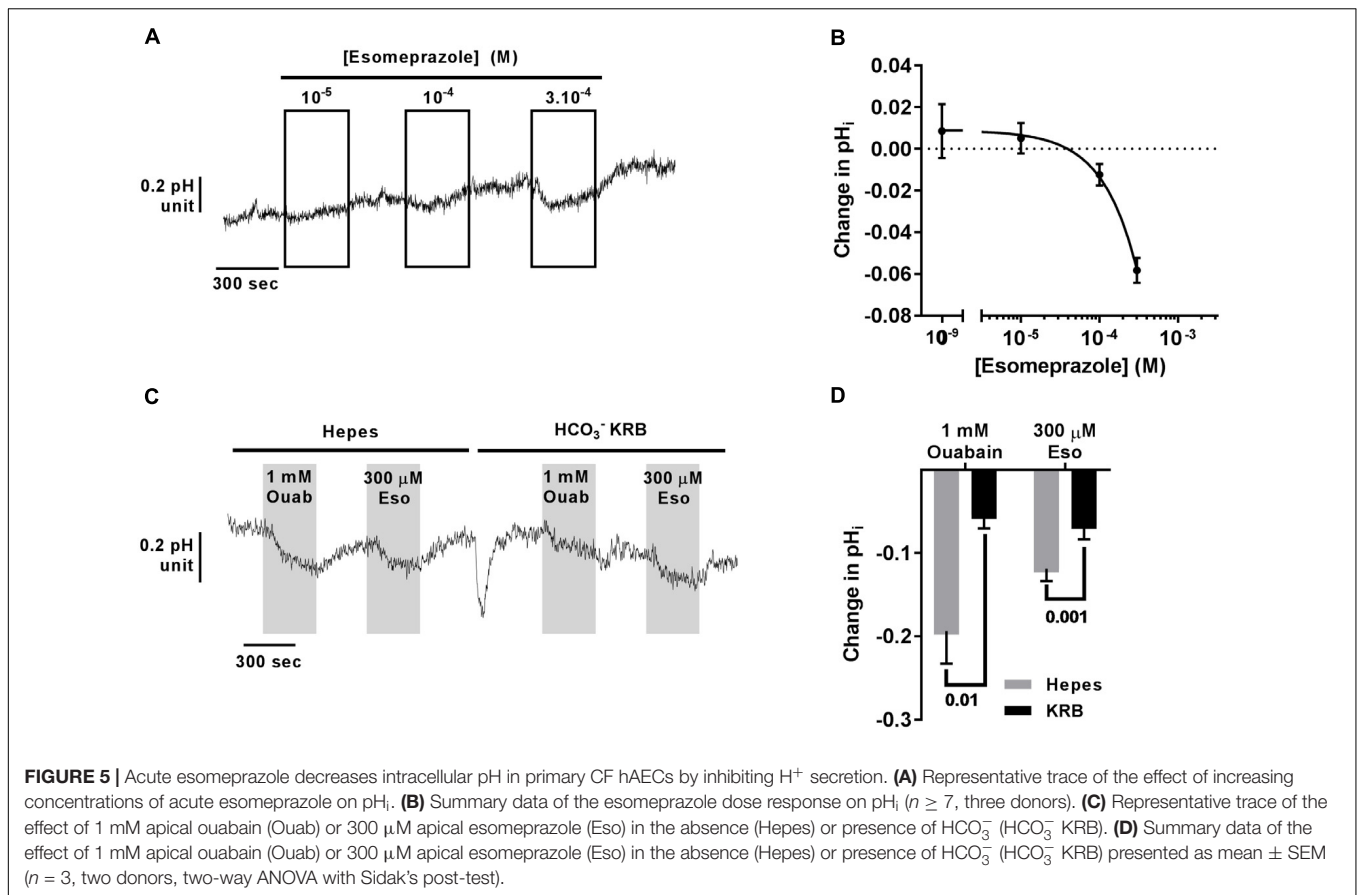 A
[Esomeprazole] (M)
10⁻⁵ 10⁻⁴ 3.10⁻⁴
0.2 pH
unit
300 sec
B
0.04
0.02
0.00
-0.02
-0.04
-0.06
-0.08
Change in pHᵢ
0 10⁻⁹ 10⁻⁵ 10⁻⁴ 10⁻³
[Esomeprazole] (M)
C
Hepes HCO₃⁻ KRB
1 mM 300 μM 1 mM 300 μM
Ouab Eso Ouab Eso
0.2 pH
unit
300 sec
D
1 mM 300 μM
Ouabain Eso
-0.1
-0.2
-0.3
Change in pHᵢ
0.001
0.01
Hepes
KRB
FIGURE 5 | Acute esomeprazole decreases intracellular pH in primary CF hAECs by inhibiting H⁺ secretion. (A) Representative trace of the effect of increasing
concentrations of acute esomeprazole on pHᵢ. (B) Summary data of the esomeprazole dose response on pHᵢ (n ≥ 7, three donors). (C) Representative trace of the
effect of 1 mM apical ouabain (Ouab) or 300 μM apical esomeprazole (Eso) in the absence (Hepes) or presence of HCO₃⁻ (HCO₃⁻ KRB). (D) Summary data of the
effect of 1 mM apical ouabain (Ouab) or 300 μM apical esomeprazole (Eso) in the absence (Hepes) or presence of HCO₃⁻ (HCO₃⁻ KRB) presented as mean ± SEM
(n = 3, two donors, two-way ANOVA with Sidak's post-test).